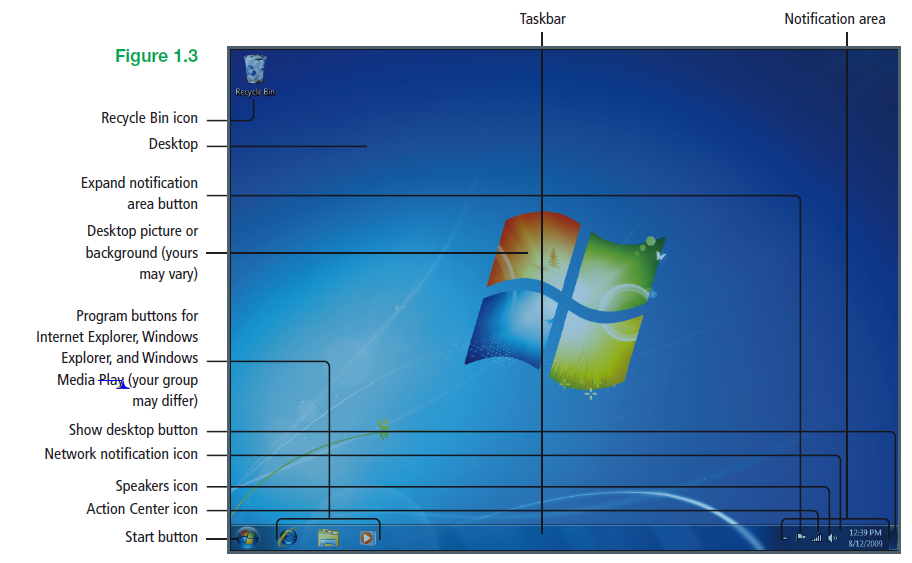 Taskbar
Notification area
Figure 1.3
Recycle Bin
Recycle Bin icon
Desktop
Expand notification
area button
Desktop picture or
background (yours
may vary)
Program buttons for
Internet Explorer, Windows
Explorer, and Windows
Media Play (your group
may differ)
Show desktop button
Network notification icon
Speakers icon
Action Center icon
Start button
12:39 PM
8/12/2009